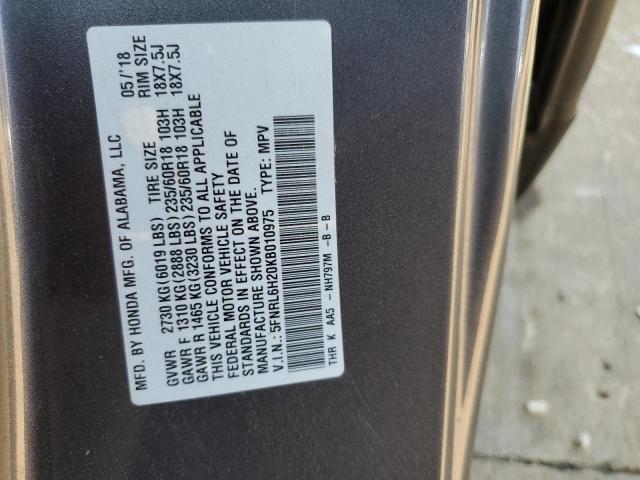 MFD. BY HONDA MFG. OF ALABAMA, LLC 05/'18
GVWR 2730 KG(6019 LBS) TIRE SIZE RIM SIZE
GAWR F 1310 KG(2888 LBS) 235/60R18 103H 18X7.5J
GAWR R 1465 KG(3230 LBS) 235/60R18 103H 18X7.5J
THIS VEHICLE CONFORMS TO ALL APPLICABLE
FEDERAL MOTOR VEHICLE SAFETY
STANDARDS IN EFFECT ON THE DATE OF
MANUFACTURE SHOWN ABOVE.
V.I.N.: 5FNRL6H20KB010975 TYPE: MPV
THR K AA5 -NH797M -B -B